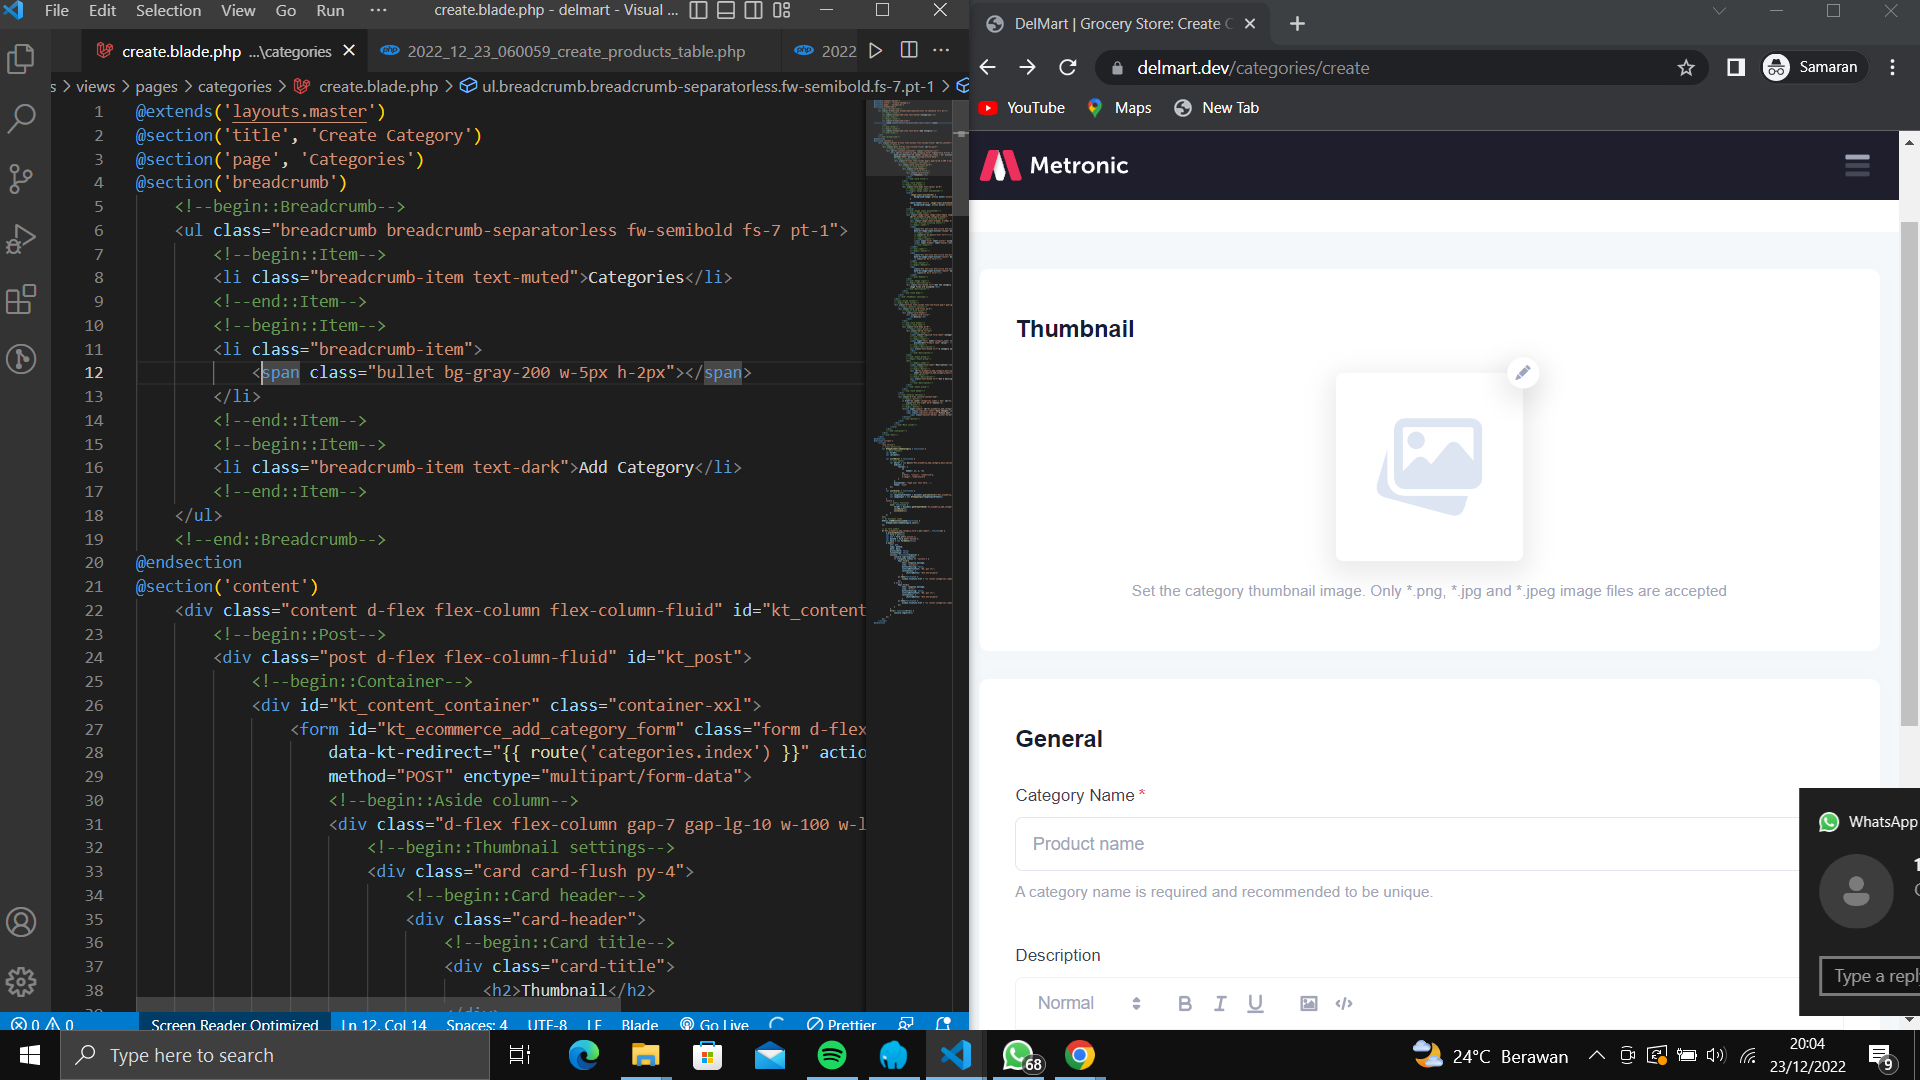 File Edit Selection View Go Run ··· create.blade.php - delmart - Visual ...
create.blade.php ...\categories
2022_12_23_060059_create_products_table.php
2022
s > views > pages > categories > create.blade.php > ul.breadcrumb.breadcrumb-separatorless.fw-semibold.fs-7.pt-1 >
1 @extends('layouts.master')
2 @section('title', 'Create Category')
3 @section('page', 'Categories')
4 @section('breadcrumb')
5 <!--begin::Breadcrumb-->
6 <ul class="breadcrumb breadcrumb-separatorless fw-semibold fs-7 pt-1">
7 <!--begin::Item-->
8 <li class="breadcrumb-item text-muted">Categories</li>
9 <!--end::Item-->
10 <!--begin::Item-->
11 <li class="breadcrumb-item">
12 <span class="bullet bg-gray-200 w-5px h-2px"></span>
13 </li>
14 <!--end::Item-->
15 <!--begin::Item-->
16 <li class="breadcrumb-item text-dark">Add Category</li>
17 <!--end::Item-->
18 </ul>
19 <!--end::Breadcrumb-->
20 @endsection
21 @section('content')
22 <div class="content d-flex flex-column flex-column-fluid" id="kt_content
23 <!--begin::Post-->
24 <div class="post d-flex flex-column-fluid" id="kt_post">
25 <!--begin::Container-->
26 <div id="kt_content_container" class="container-xxl">
27 <form id="kt_ecommerce_add_category_form" class="form d-flex
28 data-kt-redirect="{{ route('categories.index') }}" actio
29 method="POST" enctype="multipart/form-data">
30 <!--begin::Aside column-->
31 <div class="d-flex flex-column gap-7 gap-lg-10 w-100 w-l
32 <!--begin::Thumbnail settings-->
33 <div class="card card-flush py-4">
34 <!--begin::Card header-->
35 <div class="card-header">
36 <!--begin::Card title-->
37 <div class="card-title">
38 <h2>Thumbnail</h2>
39 </div>
0 0 Screen Reader Optimized Ln 12, Col 14 Spaces: 4 UTF-8 LF Blade Go Live Prettier
DelMart | Grocery Store: Create C
delmart.dev/categories/create
Samaran
YouTube Maps New Tab
Metronic
Thumbnail
Set the category thumbnail image. Only *.png, *.jpg and *.jpeg image files are accepted
General
Category Name *
Product name
A category name is required and recommended to be unique.
Description
Normal B I U </>
WhatsApp
Type a reply
Type here to search
68
24°C Berawan
20:04
23/12/2022
9